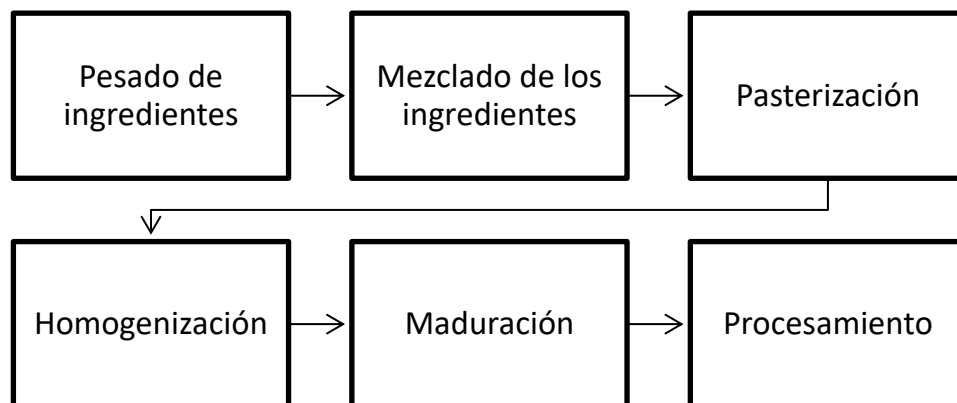 Pesado de
ingredientes
Mezclado de los
ingredientes
Pasterización
Homogenización
Maduración
Procesamiento